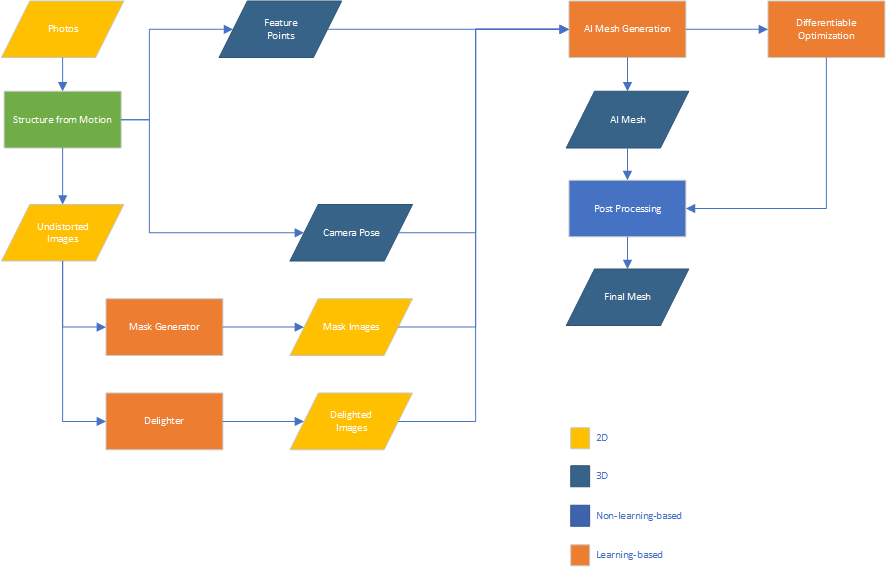 Photos
Feature
Points
AI Mesh Generation
Differentiable
Optimization
Structure from Motion
AI Mesh
Undistorted
Images
Camera Pose
Post Processing
Final Mesh
Mask Generator
Mask Images
Delighter
Delighted
Images
2D
3D
Non-learning-based
Learning-based